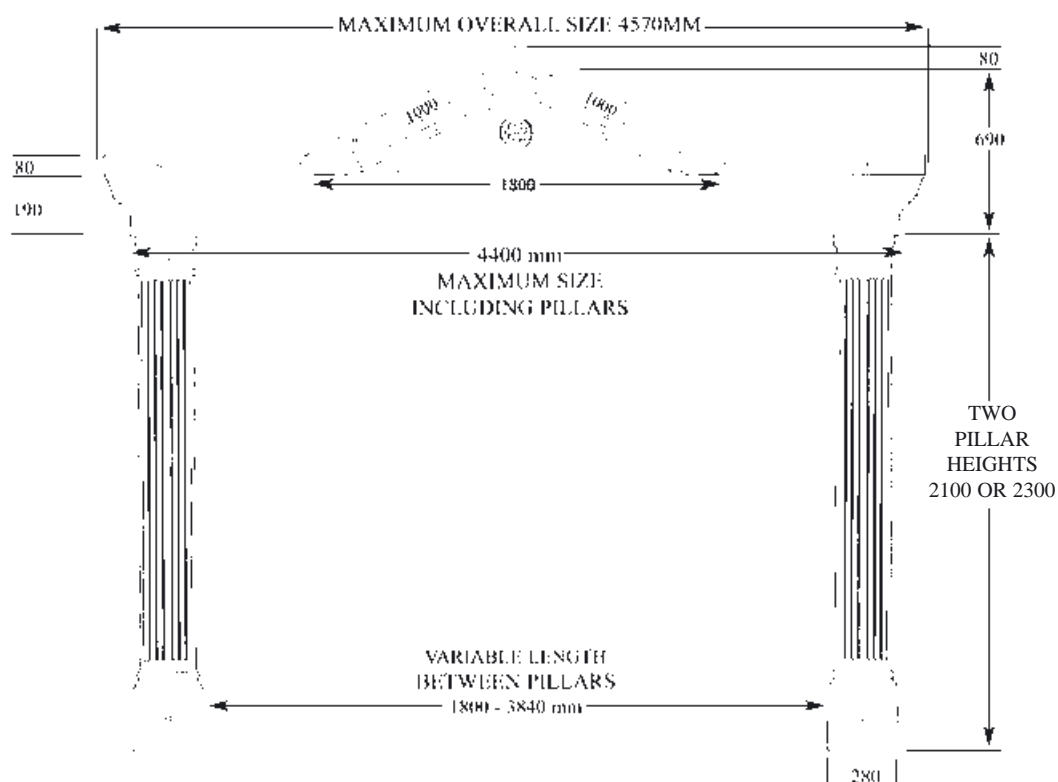 MAXIMUM OVERALL SIZE 4570MM
80
1000
1000
690
80
1800
190
4400 mm
MAXIMUM SIZE
INCLUDING PILLARS
TWO
PILLAR
HEIGHTS
2100 OR 2300
VARIABLE LENGTH
BETWEEN PILLARS
1800 - 3840 mm
280